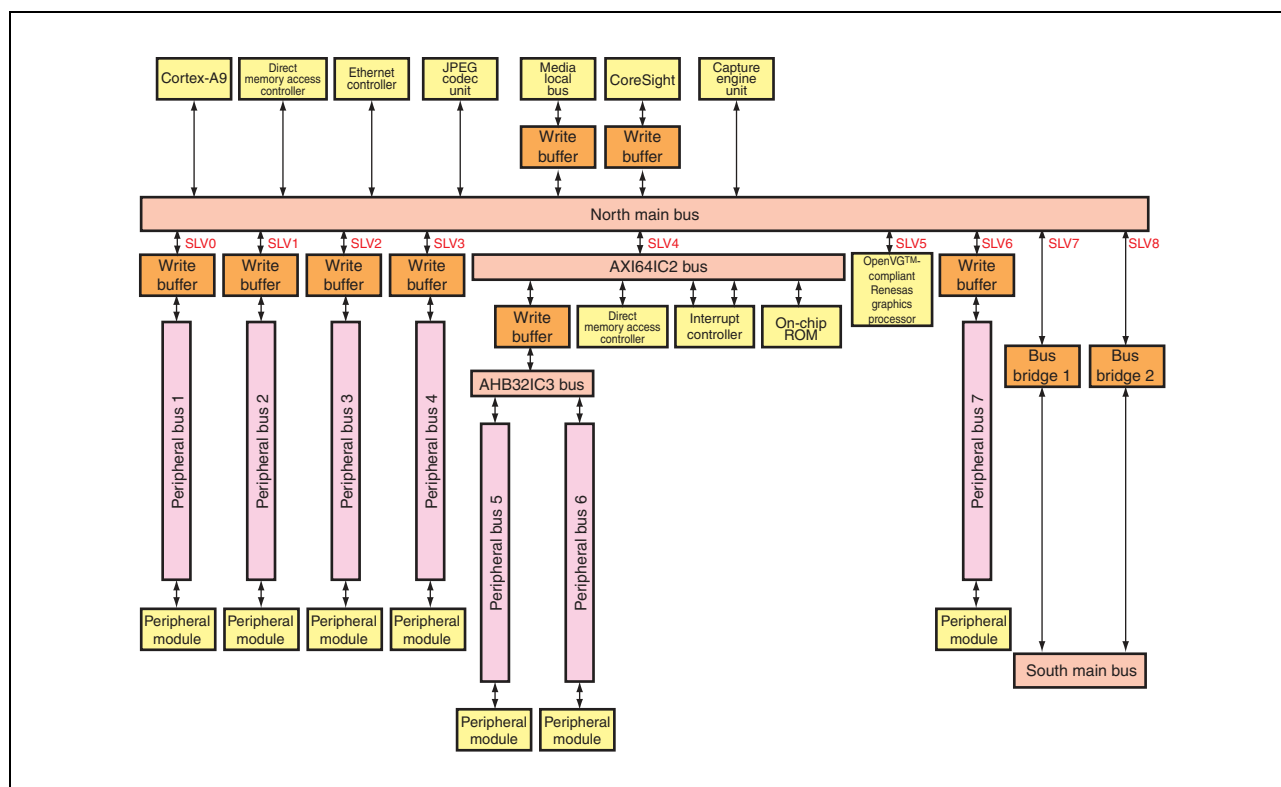 Cortex-A9
Direct
memory access
controller
Ethernet
controller
JPEG
codec
unit
Media
local
bus
CoreSight
Capture
engine
unit
Write
buffer
Write
buffer
North main bus
SLV0
SLV1
SLV2
SLV3
SLV4
SLV5
SLV6
SLV7
SLV8
Write
buffer
Write
buffer
Write
buffer
Write
buffer
AXI64IC2 bus
OpenVG™-
compliant
Renesas
graphics
processor
Write
buffer
Write
buffer
Direct
memory access
controller
Interrupt
controller
On-chip
ROM
Bus
bridge 1
Bus
bridge 2
AHB32IC3 bus
Peripheral bus 1
Peripheral bus 2
Peripheral bus 3
Peripheral bus 4
Peripheral bus 5
Peripheral bus 6
Peripheral bus 7
Peripheral
module
Peripheral
module
Peripheral
module
Peripheral
module
Peripheral
module
South main bus
Peripheral
module
Peripheral
module